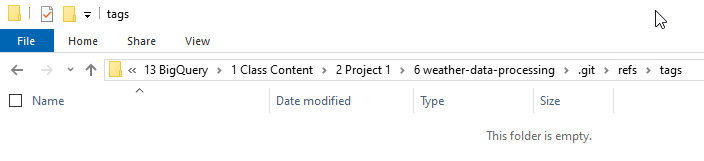 tags
File Home Share View
« 13 BigQuery > 1 Class Content > 2 Project 1 > 6 weather-data-processing > .git > refs > tags
Name Date modified Type Size
This folder is empty.